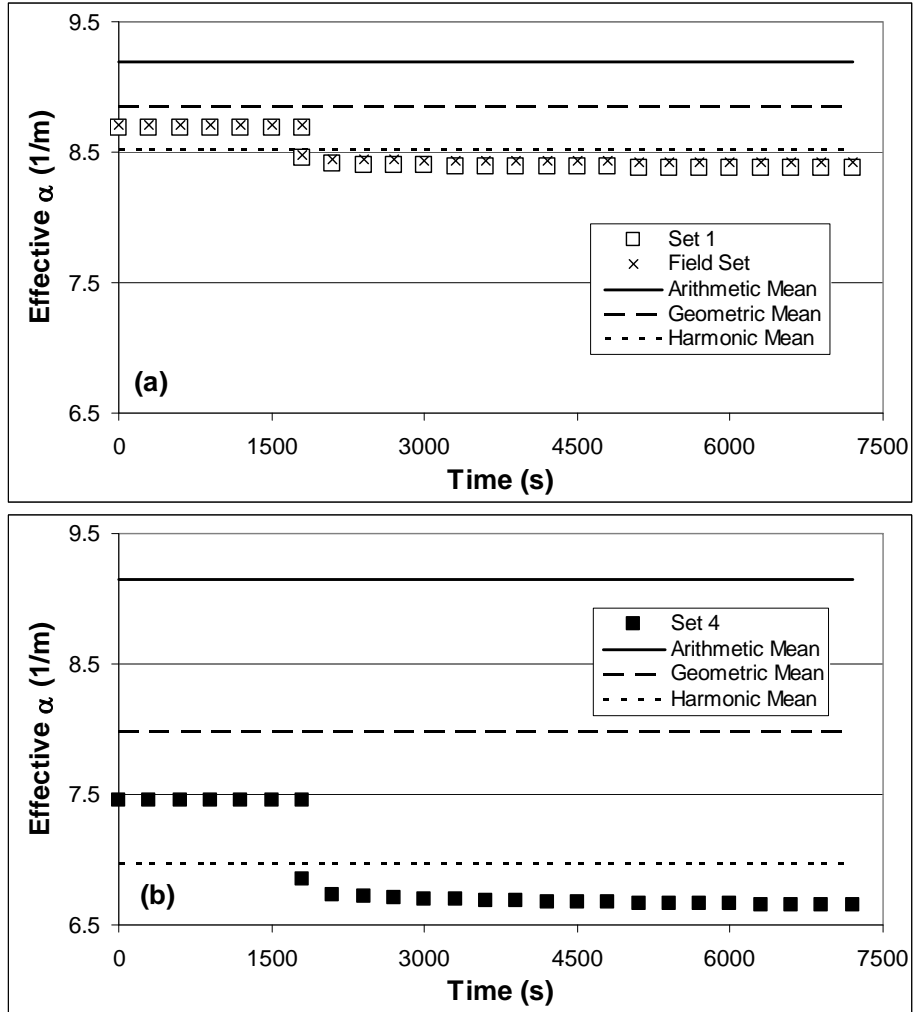 9.5
8.5
7.5
6.5
Effective α (1/m)
Set 1
Field Set
Arithmetic Mean
Geometric Mean
Harmonic Mean
(a)
0 1500 3000 4500 6000 7500
Time (s)
9.5
8.5
7.5
6.5
Effective α (1/m)
Set 4
Arithmetic Mean
Geometric Mean
Harmonic Mean
(b)
0 1500 3000 4500 6000 7500
Time (s)